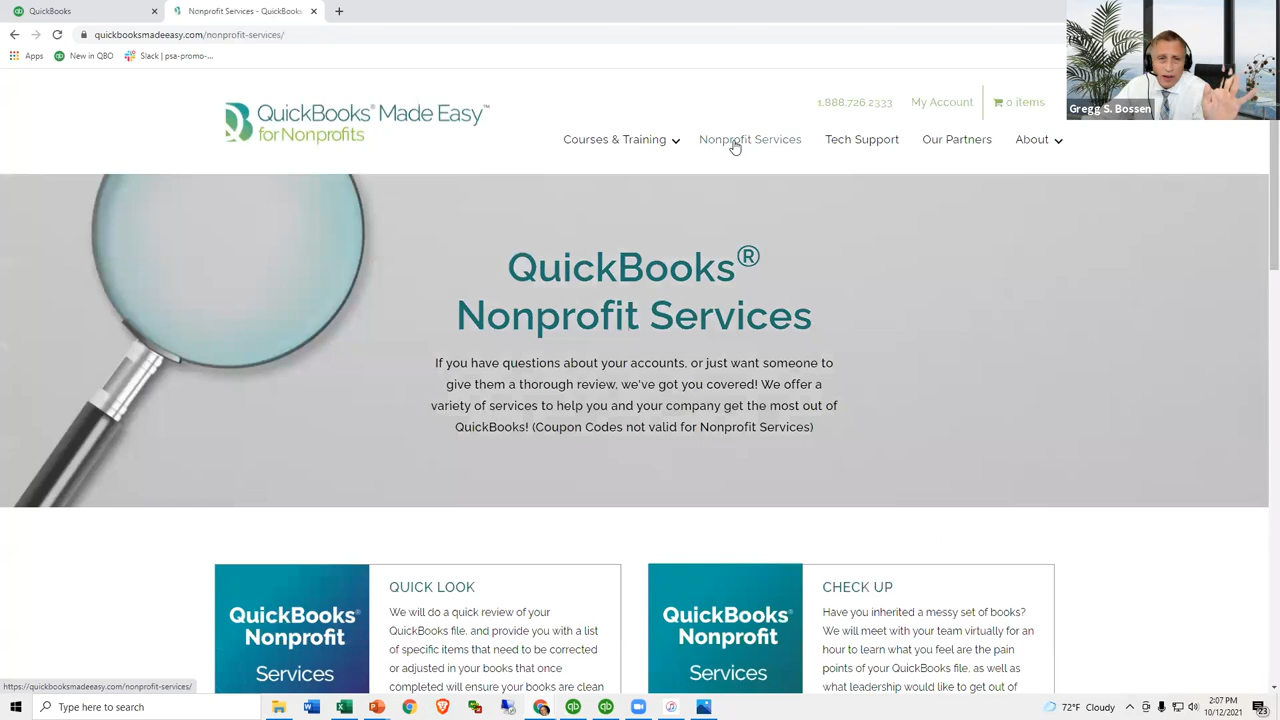 QuickBooks
Nonprofit Services - QuickBooks
quickbooksmadeeasy.com/nonprofit-services/
Apps
New in QBO
Slack | psa-promo-...
Gregg S. Bossen
QuickBooks® Made Easy™
for Nonprofits
1.888.726.2333
My Account
0 items
Courses & Training
Nonprofit Services
Tech Support
Our Partners
About
QuickBooks®
Nonprofit Services
If you have questions about your accounts, or just want someone to
give them a thorough review, we've got you covered! We offer a
variety of services to help you and your company get the most out of
QuickBooks! (Coupon Codes not valid for Nonprofit Services)
QuickBooks®
Nonprofit
Services
QUICK LOOK
We will do a quick review of your
QuickBooks file, and provide you with a list
of specific items that need to be corrected
or adjusted in your books that once
completed will ensure your books are clean
QuickBooks®
Nonprofit
Services
CHECK UP
Have you inherited a messy set of books?
We will meet with your team virtually for an
hour to learn what you feel are the pain
points of your QuickBooks file, as well as
what leadership would like to get out of
https://quickbooksmadeeasy.com/nonprofit-services/
Type here to search
72°F Cloudy
2:07 PM
10/12/2021
23